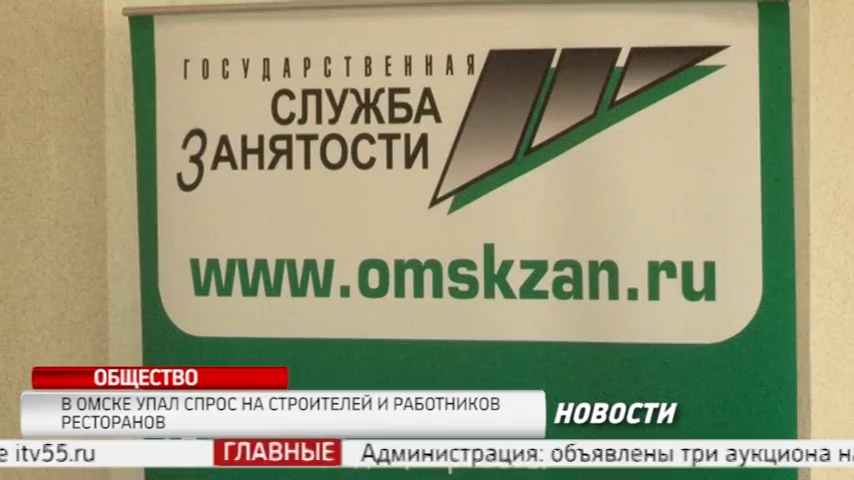 ГОСУДАРСТВЕННАЯ
СЛУЖБА
ЗАНЯТОСТИ
www.omskzan.ru
ОБЩЕСТВО
В ОМСКЕ УПАЛ СПРОС НА СТРОИТЕЛЕЙ И РАБОТНИКОВ
РЕСТОРАНОВ
НОВОСТИ
е itv55.ru ГЛАВНЫЕ Администрация: объявлены три аукциона на